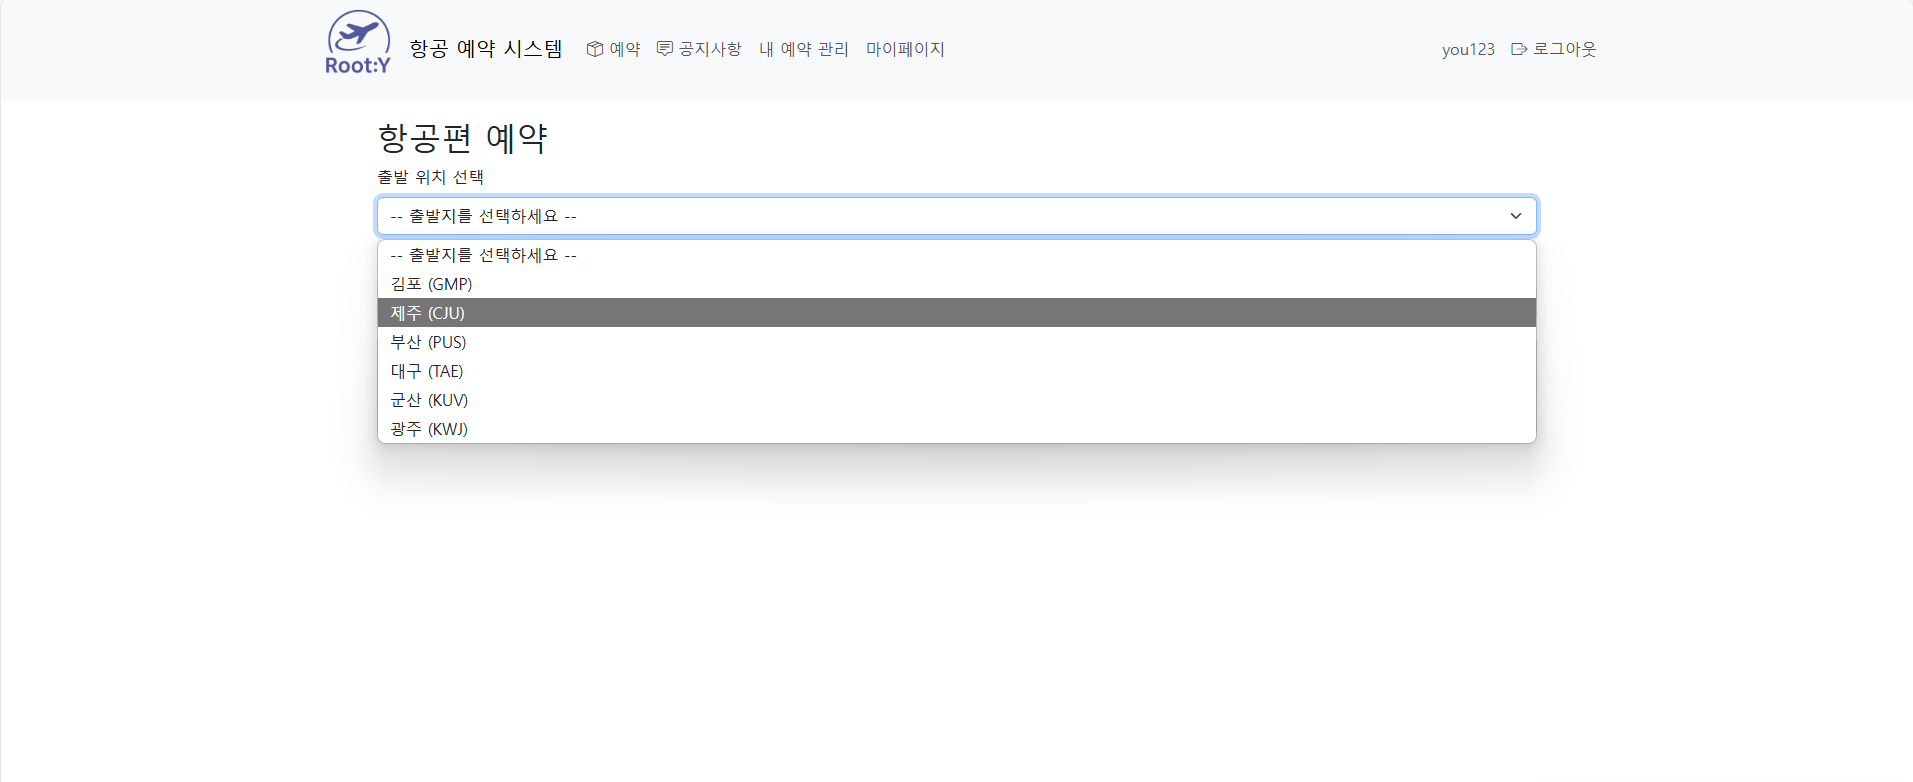 Root:Y
항공 예약 시스템 예약 공지사항 내 예약 관리 마이페이지 you123 로그아웃
항공편 예약
출발 위치 선택
-- 출발지를 선택하세요 --
-- 출발지를 선택하세요 --
김포 (GMP)
제주 (CJU)
부산 (PUS)
대구 (TAE)
군산 (KUV)
광주 (KWJ)